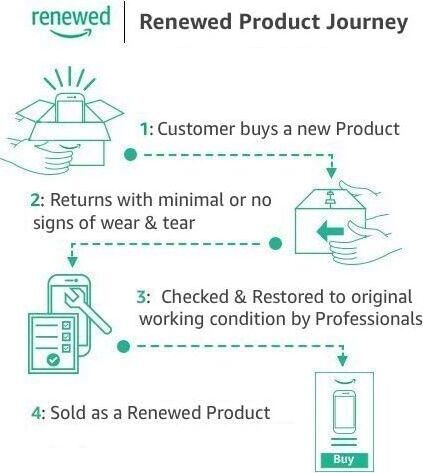 renewed
Renewed Product Journey
1: Customer buys a new Product
2: Returns with minimal or no
signs of wear & tear
3: Checked & Restored to original
working condition by Professionals
4: Sold as a Renewed Product
Buy